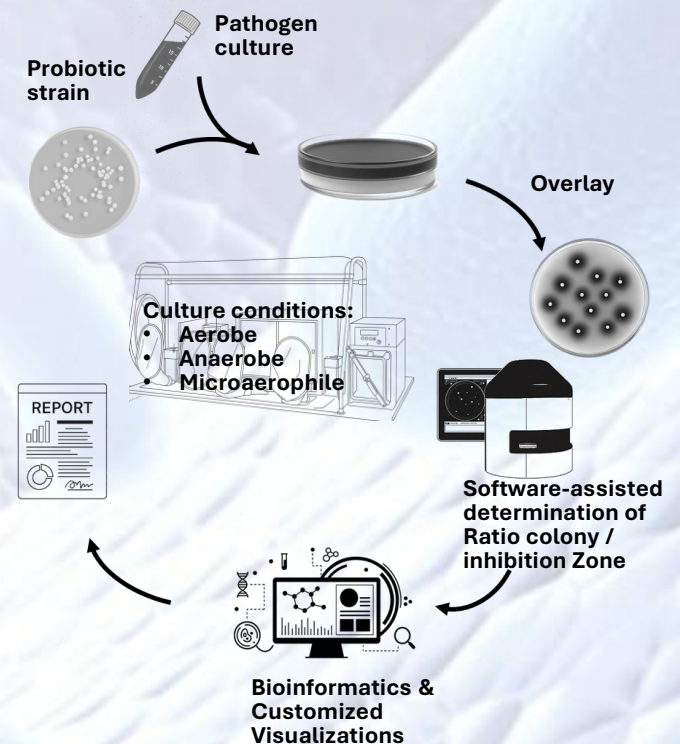 Pathogen
culture
Probiotic
strain
Overlay
Culture conditions:
• Aerobe
• Anaerobe
• Microaerophile
REPORT
Software-assisted
determination of
Ratio colony /
inhibition Zone
Bioinformatics &
Customized
Visualizations